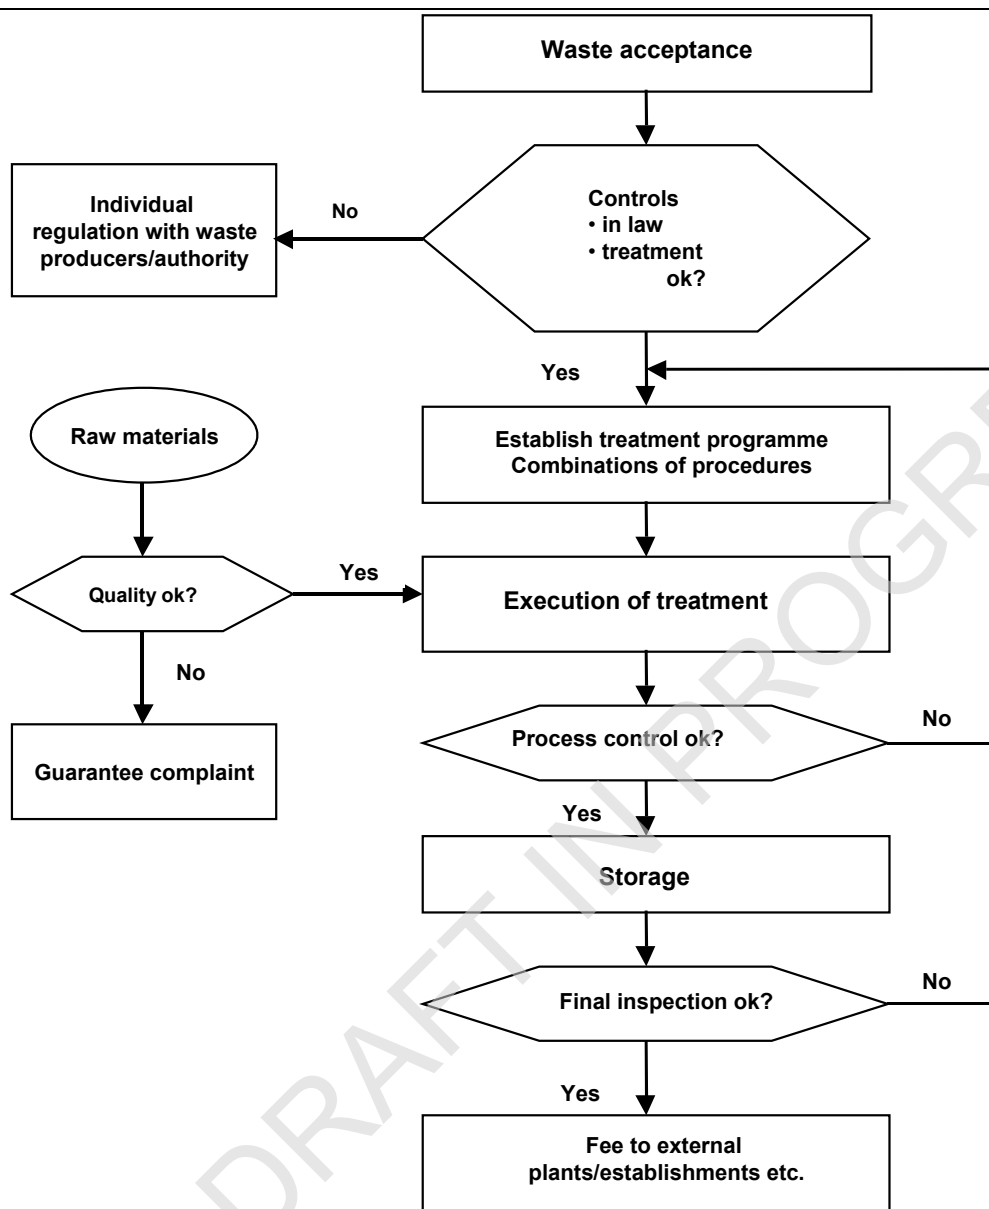 Waste acceptance
Controls
• in law
• treatment
ok?
No
Individual
regulation with waste
producers/authority
Yes
Raw materials
Establish treatment programme
Combinations of procedures
Quality ok?
Yes
Execution of treatment
No
Process control ok?
No
Guarantee complaint
Yes
Storage
Final inspection ok?
No
Yes
Fee to external
plants/establishments etc.
DRAFT IN PROGRE